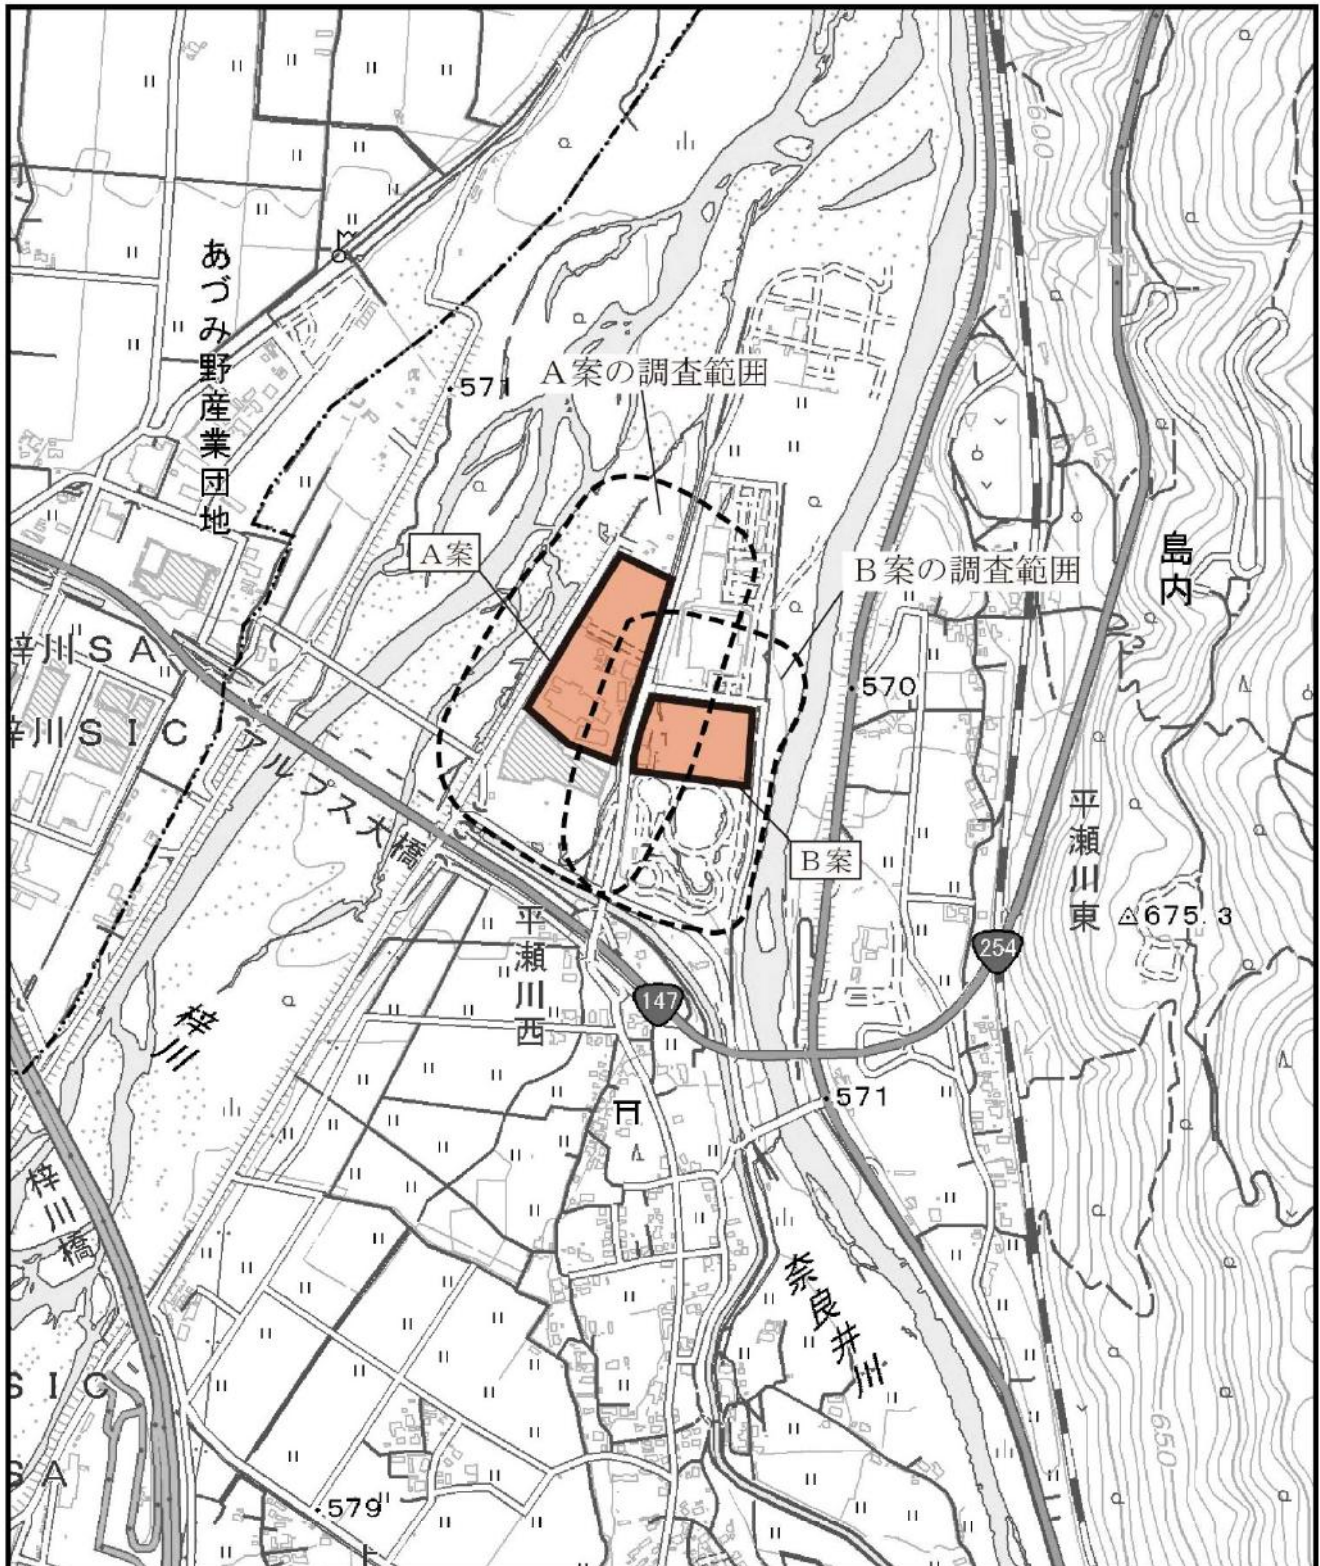 600
あづみ野産業団地
571
A案の調査範囲
A案
B案の調査範囲
島内
梓川SA
570
梓川SIC
アルプス大橋
平瀬川東
B案
675.3
平瀬川西
254
147
梓川
571
梓川橋
奈良井川
SIC
650
SA
579